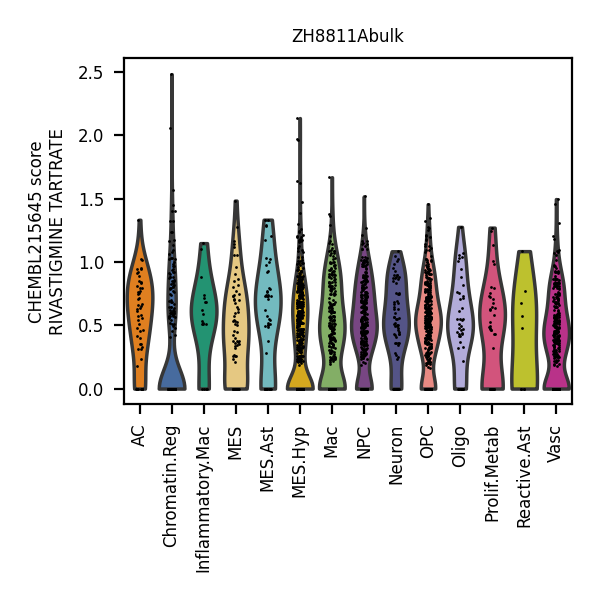 ZH8811Abulk
CHEMBL215645 score
RIVASTIGMINE TARTRATE
2.5
2.0
1.5
1.0
0.5
0.0
AC
Chromatin.Reg
Inflammatory.Mac
MES
MES.Ast
MES.Hyp
Mac
NPC
Neuron
OPC
Oligo
Prolif.Metab
Reactive.Ast
Vasc